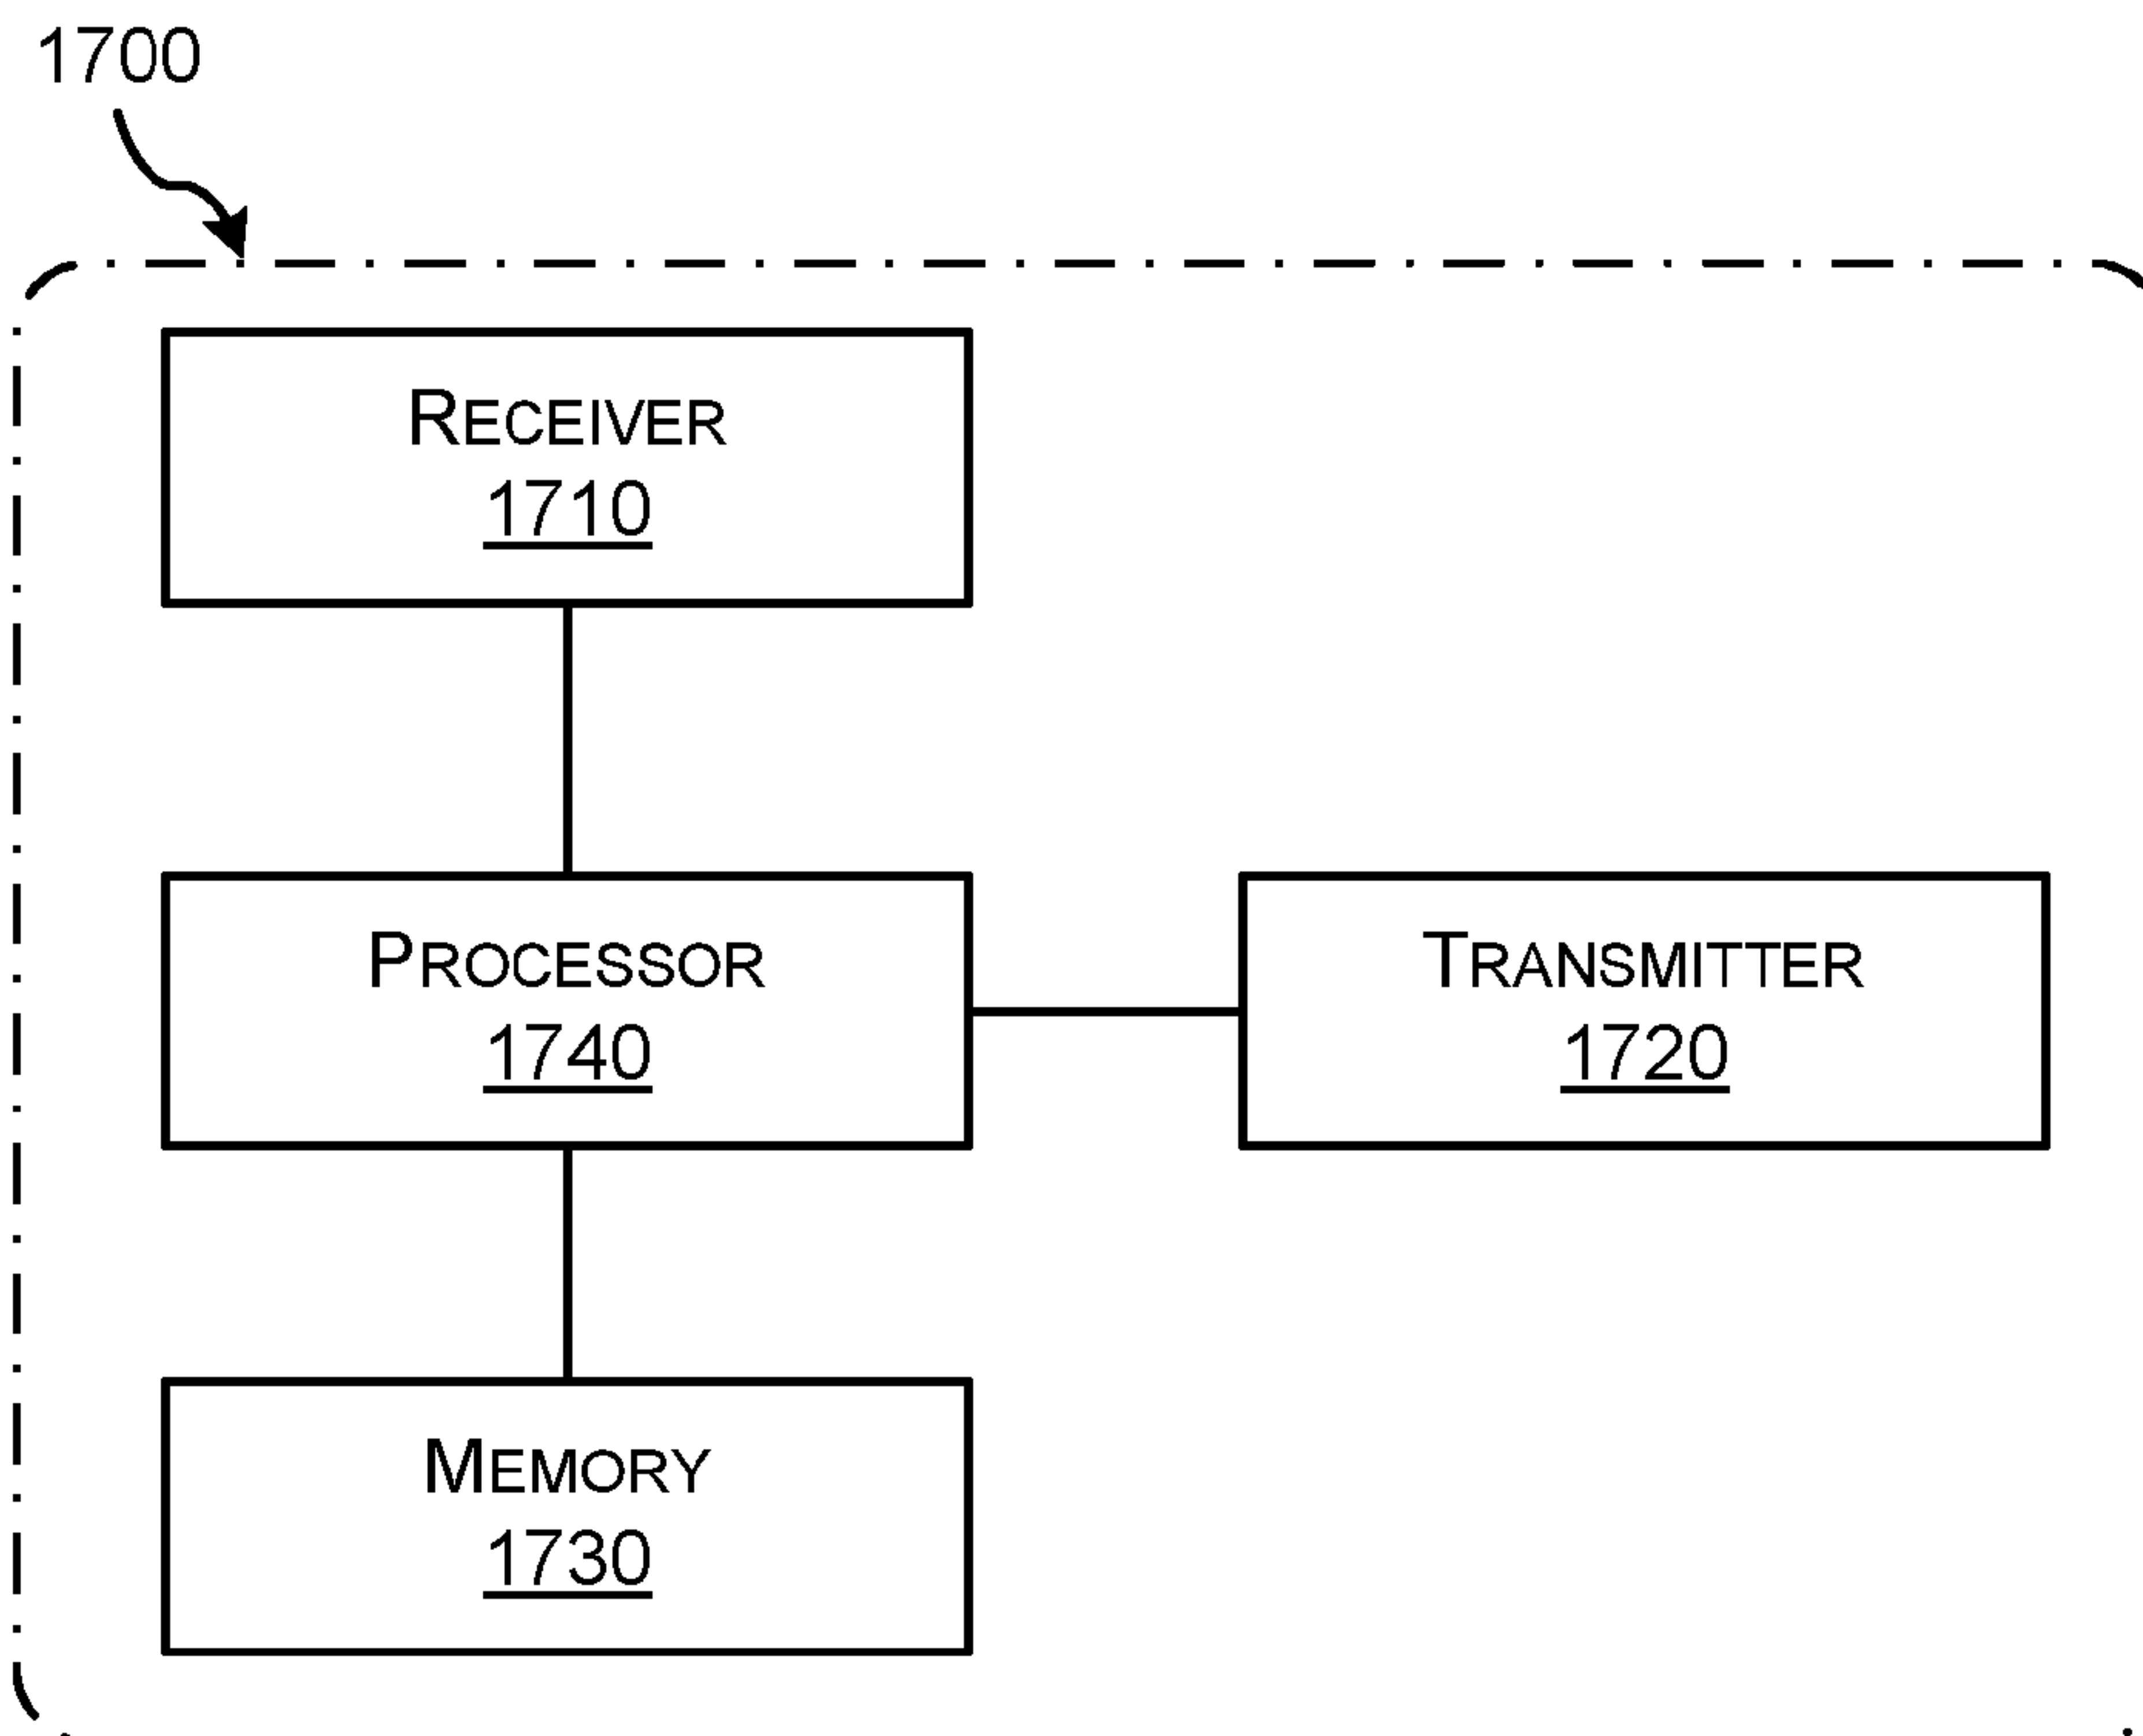 1700
RECEIVER
1710
PROCESSOR
1740
TRANSMITTER
1720
MEMORY
1730